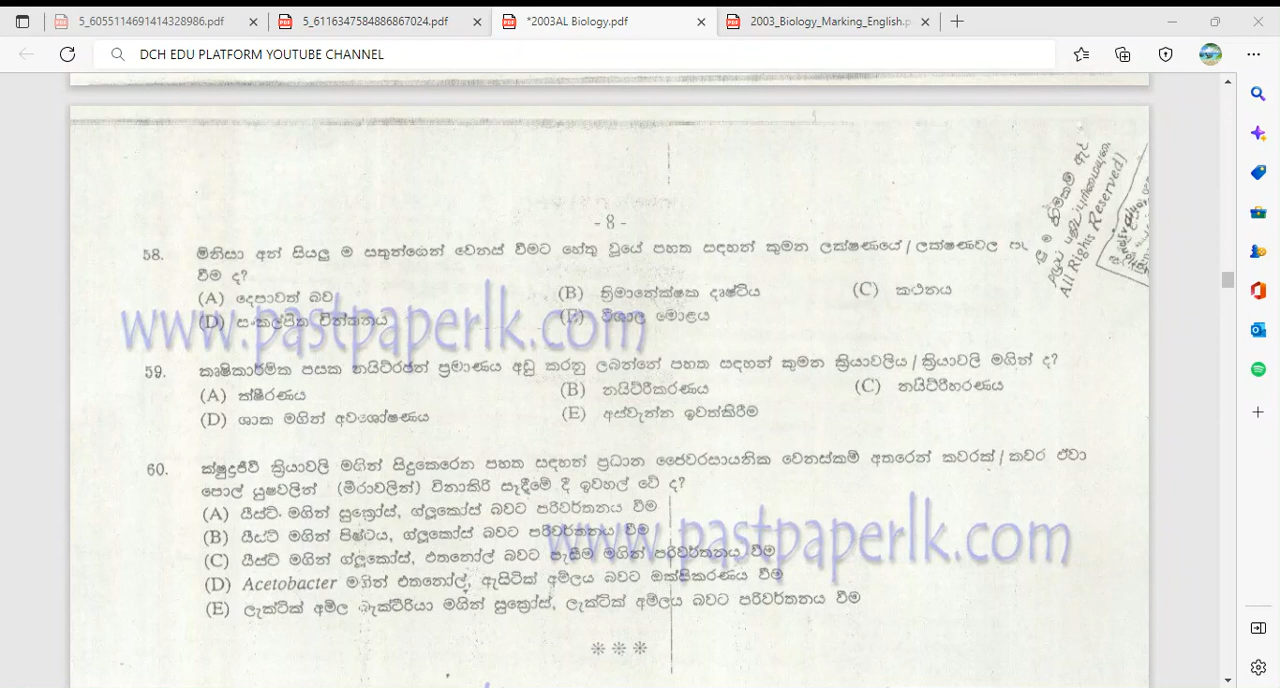 6_6055114691414328986.pdf
5_6116347584886867024.pdf
*2003AL Biology.pdf
2003_Biology_Marking_English.p
DCH EDU PLATFORM YOUTUBE CHANNEL
All Rights Reserved
- 8 -
58. මිනිසා අන් සියලු ම සතුන්ගෙන් වෙනස් වීමට හේතු වූයේ පහත සඳහන් කුමන ලක්ෂණයේ / ලක්ෂණවල
වීම ද?
(A) දෙපාවත් බව (B) ත්‍රිමානේක්ෂක දෘෂ්ටිය (C) කථනය
(D) සංකල්පිත චින්තනය (E) විශාල මොළය
www.pastpaperlk.com
59. කෘෂිකාර්මික පසක නයිට්රජන් ප්‍රමාණය අඩු කරනු ලබන්නේ පහත සඳහන් කුමන ක්‍රියාවලිය / ක්‍රියාවලි මගින් ද?
(A) ක්ෂීරණය (B) නයිට්රීකරණය (C) නයිට්රීහරණය
(D) ශාක මගින් අවශෝෂණය (E) අස්වැන්න ඉවත්කිරීම
60. ක්ෂුද්‍රජීවී ක්‍රියාවලි මගින් සිදුකෙරෙන පහත සඳහන් ප්‍රධාන ජෛවරසායනික වෙනස්කම් අතරෙන් කවරක් / කවර ඒවා
පොල් යුෂවලින් (මීරාවලින්) විනාකිරි සෑදීමේ දී ඉවහල් වේ ද?
(A) යීස්ට් මගින් සුක්‍රෝස්, ග්ලූකෝස් බවට පරිවර්තනය වීම
(B) යීස්ට් මගින් පිෂ්ටය, ග්ලූකෝස් බවට පරිවර්තනය වීම
www.pastpaperlk.com
(C) යීස්ට් මගින් ග්ලූකෝස්, එතනෝල් බවට පැසීම මගින් පරිවර්තනය වීම
(D) Acetobacter මගින් එතනෝල්, ඇසිටික් අම්ලය බවට ඔක්සිකරණය වීම
(E) ලැක්ටික් අම්ල බැක්ටීරියා මගින් සුක්‍රෝස්, ලැක්ටික් අම්ලය බවට පරිවර්තනය වීම